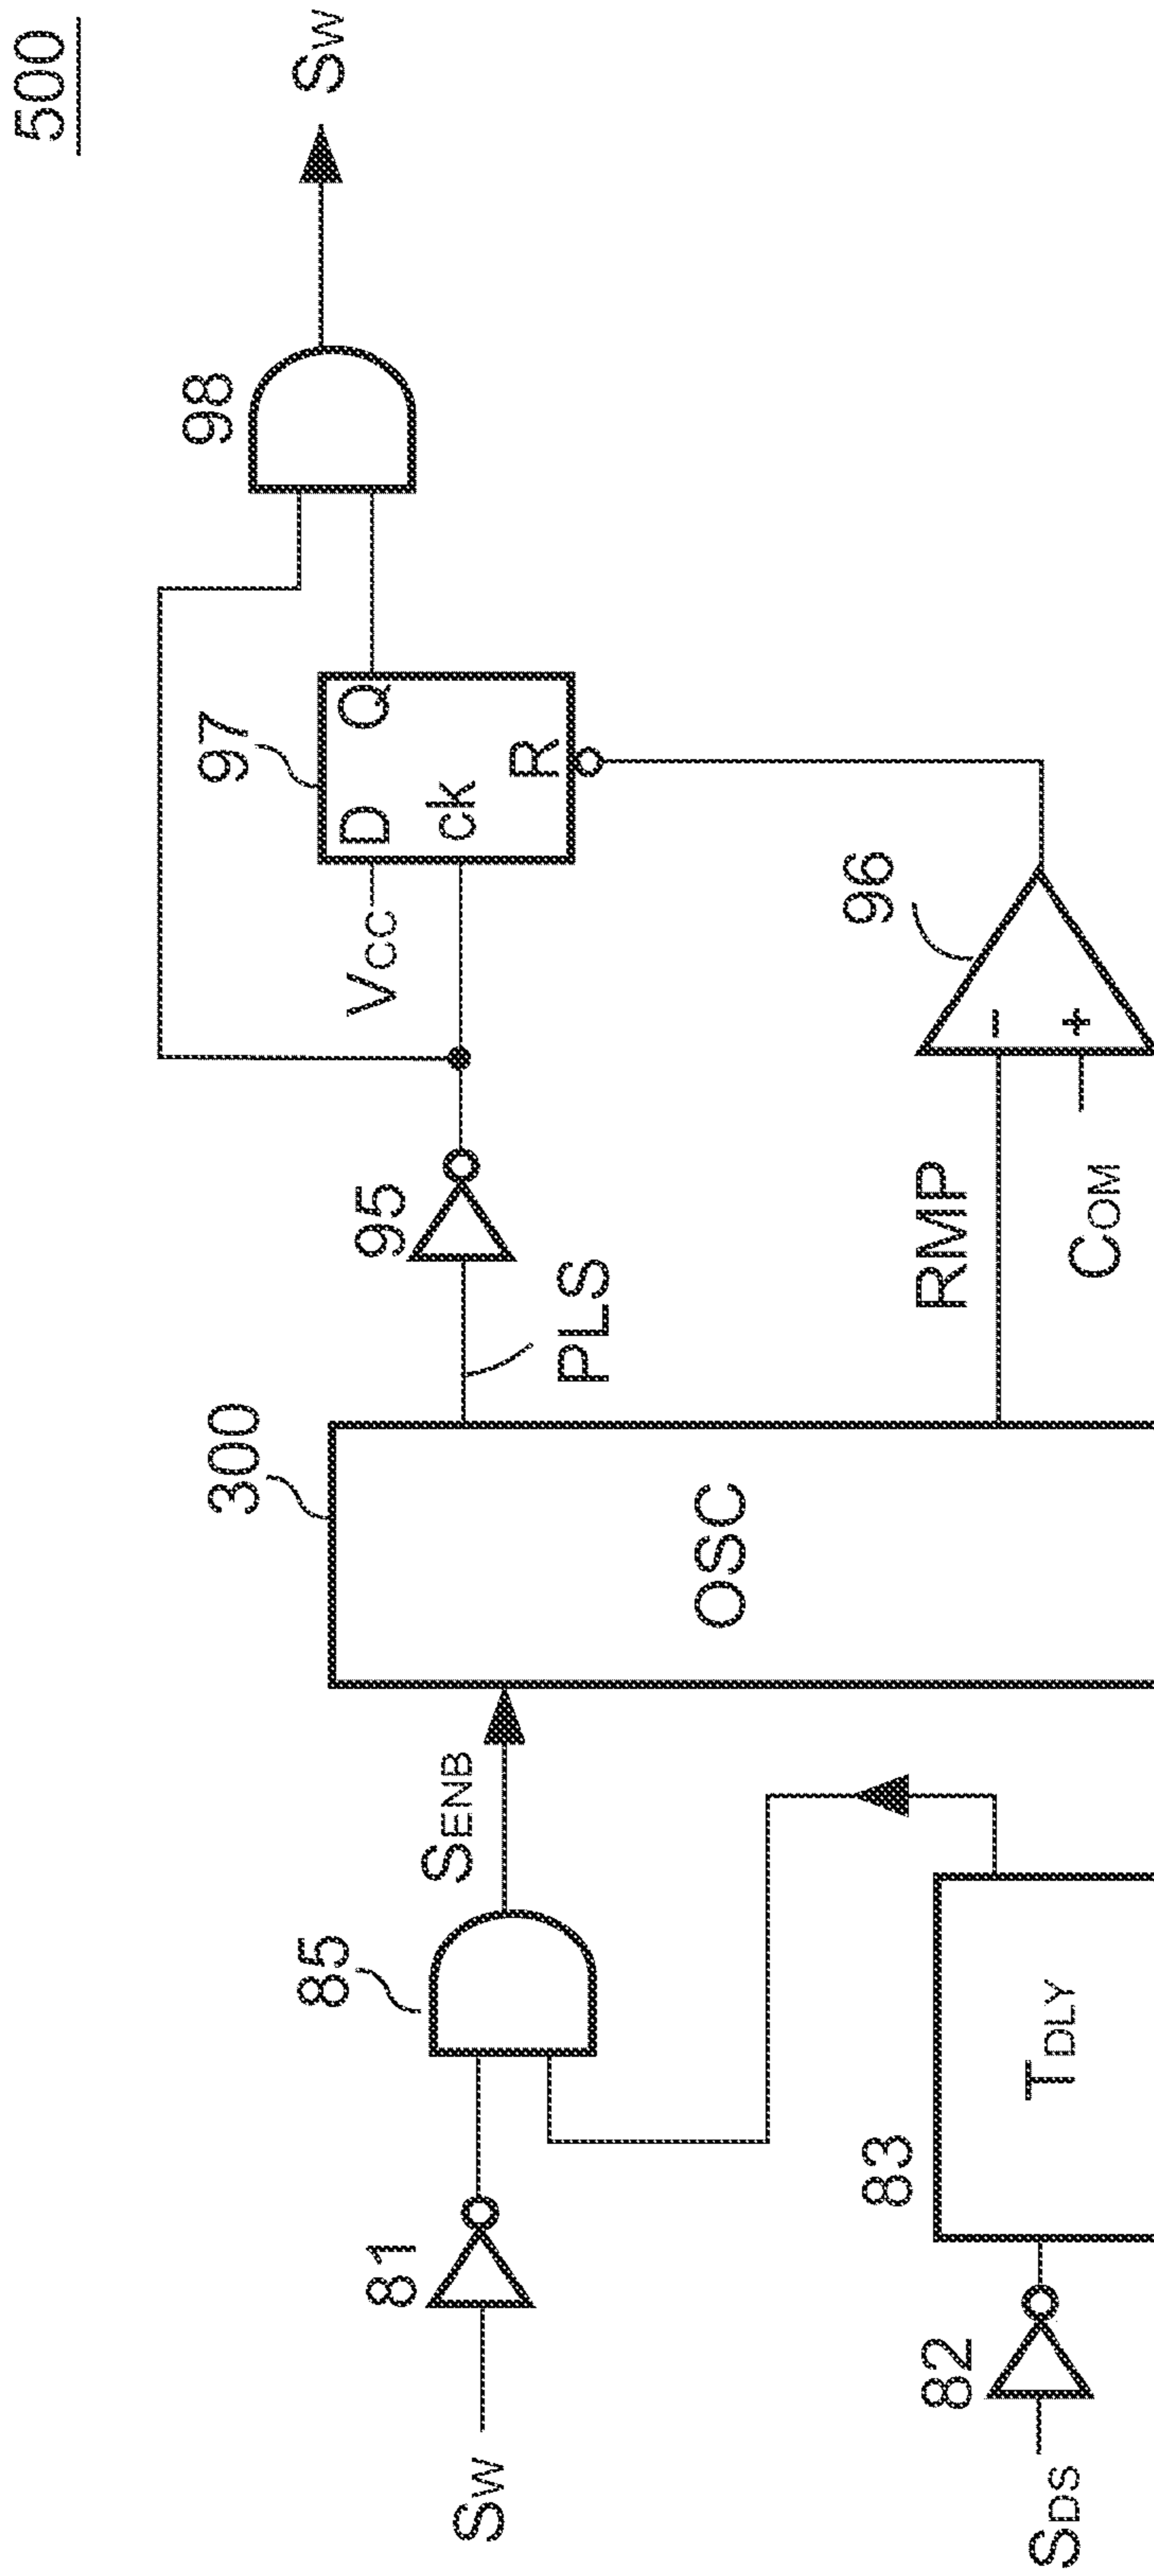 500
SW
81
85
SENB
300
OSC
PLS
95
VCC
97
D
Q
ck
R
98
SW
SDS
82
83
TDLY
RMP
COM
96
-
+